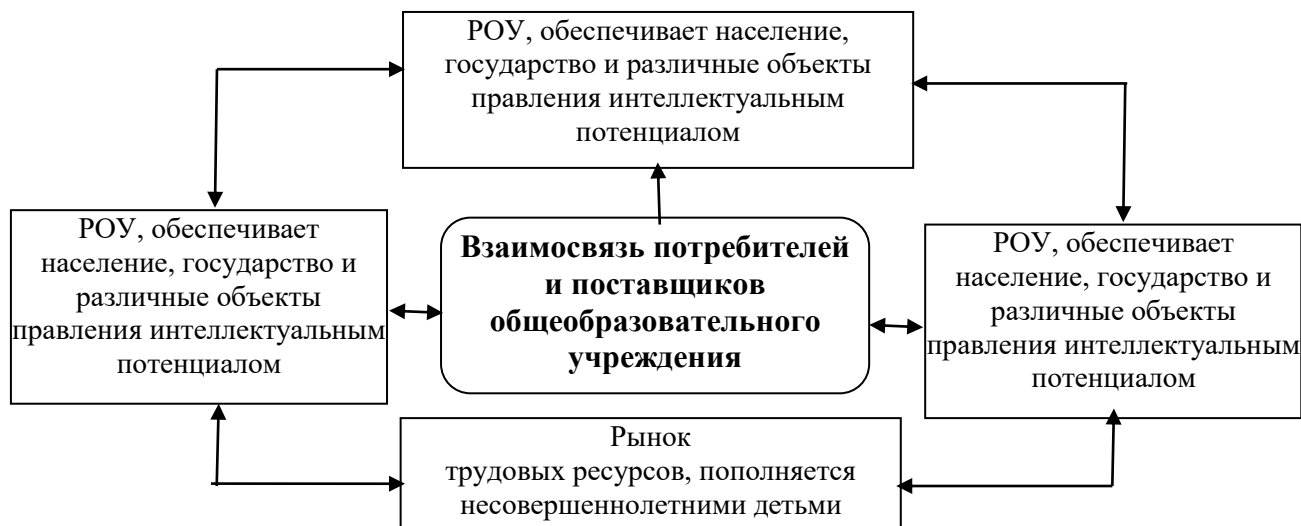 РОУ, обеспечивает население,
государство и различные объекты
правления интеллектуальным
потенциалом
РОУ, обеспечивает
население, государство и
различные объекты
правления интеллектуальным
потенциалом
Взаимосвязь потребителей
и поставщиков
общеобразовательного
учреждения
РОУ, обеспечивает
население, государство и
различные объекты
правления интеллектуальным
потенциалом
Рынок
трудовых ресурсов, пополняется
несовершеннолетними детьми